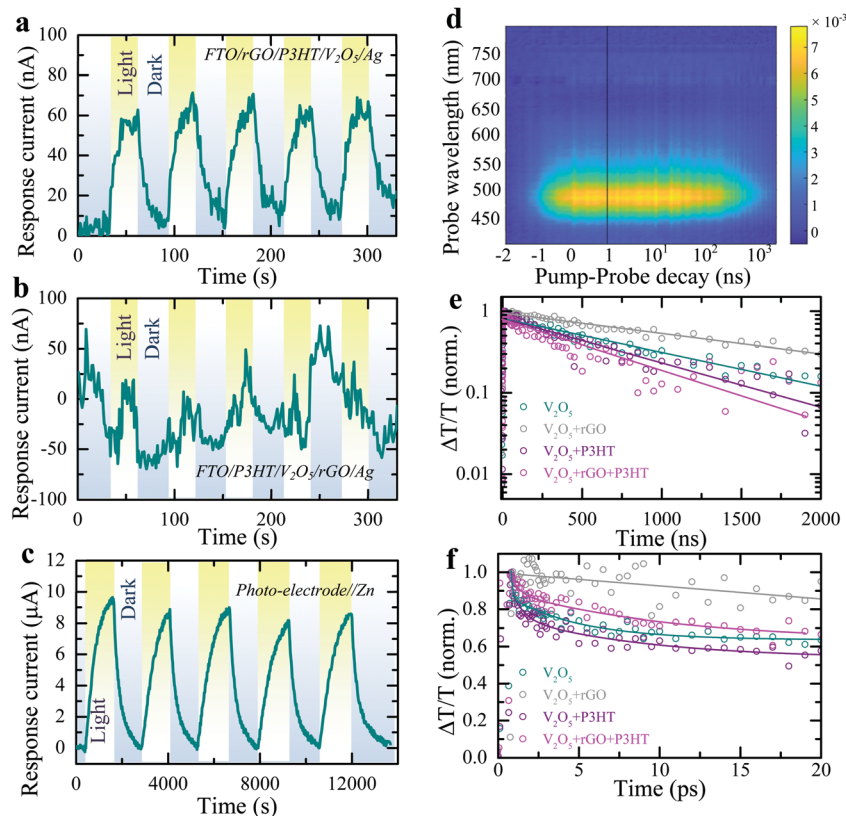 a
FTO/rGO/P3HT/V₂O₅/Ag
Light
Dark
Response current (nA)
100
80
60
40
20
0
0 100 200 300
Time (s)
b
Light
Dark
FTO/P3HT/V₂O₅/rGO/Ag
Response current (nA)
100
50
0
-50
-100
0 100 200 300
Time (s)
c
Photo-electrode//Zn
Dark
Light
Response current (µA)
12
10
8
6
4
2
0
0 4000 8000 12000
Time (s)
d
Probe wavelength (nm)
750
700
650
600
550
500
450
-2 -1 0 1 10¹ 10² 10³
Pump-Probe decay (ns)
× 10⁻³
7
6
5
4
3
2
1
0
e
ΔT/T (norm.)
1
0.1
0.01
V₂O₅
V₂O₅+rGO
V₂O₅+P3HT
V₂O₅+rGO+P3HT
0 500 1000 1500 2000
Time (ns)
f
ΔT/T (norm.)
1.0
0.8
0.6
0.4
0.2
0.0
V₂O₅
V₂O₅+rGO
V₂O₅+P3HT
V₂O₅+rGO+P3HT
0 5 10 15 20
Time (ps)